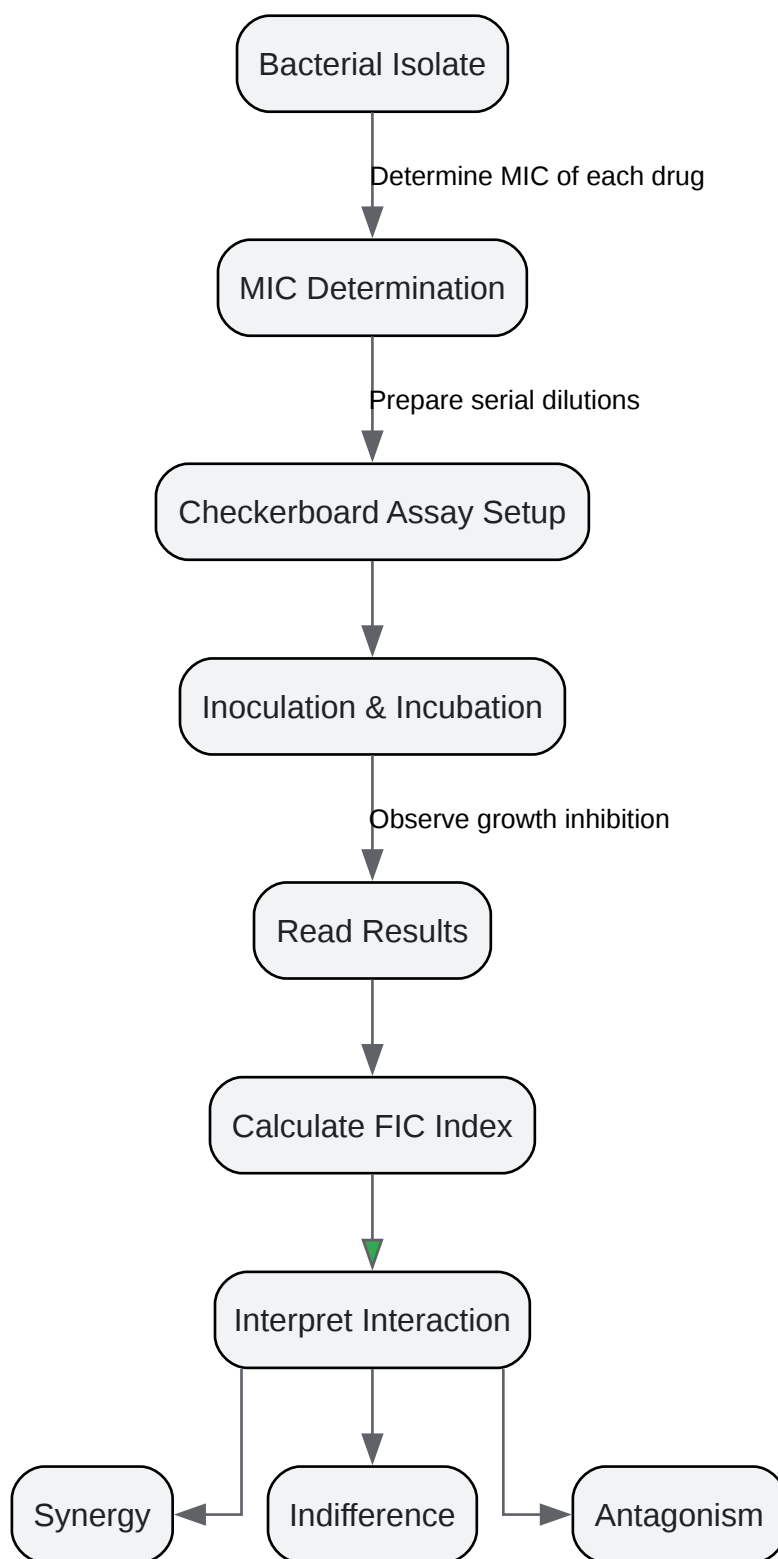 Bacterial Isolate
Determine MIC of each drug
MIC Determination
Prepare serial dilutions
Checkerboard Assay Setup
Inoculation & Incubation
Observe growth inhibition
Read Results
Calculate FIC Index
Interpret Interaction
Synergy
Indifference
Antagonism